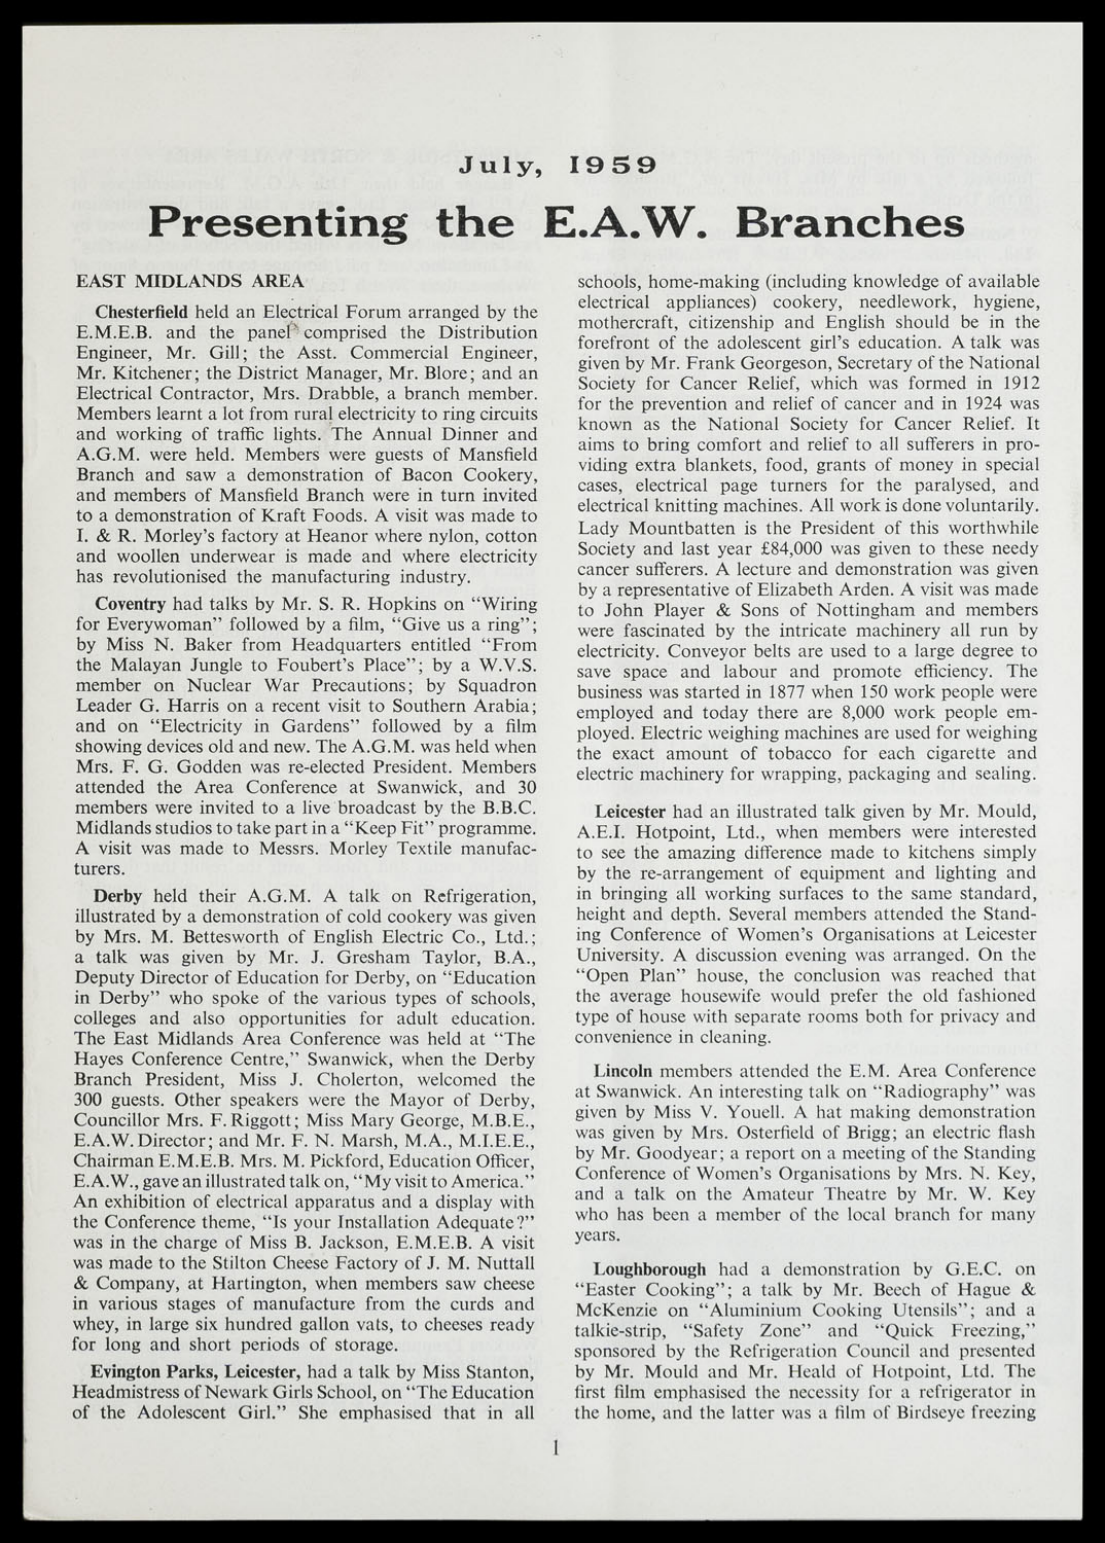 July, 1959
Presenting the E.A.W. Branches
EAST MIDLANDS AREA
Chesterfield held an Electrical Forum arranged by the
E.M.E.B. and the panel comprised the Distribution
Engineer, Mr. Gill; the Asst. Commercial Engineer,
Mr. Kitchener; the District Manager, Mr. Blore; and an
Electrical Contractor, Mrs. Drabble, a branch member.
Members learnt a lot from rural electricity to ring circuits
and working of traffic lights. The Annual Dinner and
A.G.M. were held. Members were guests of Mansfield
Branch and saw a demonstration of Bacon Cookery,
and members of Mansfield Branch were in turn invited
to a demonstration of Kraft Foods. A visit was made to
I. & R. Morley's factory at Heanor where nylon, cotton
and woollen underwear is made and where electricity
has revolutionised the manufacturing industry.
Coventry had talks by Mr. S. R. Hopkins on "Wiring
for Everywoman" followed by a film, "Give us a ring";
by Miss N. Baker from Headquarters entitled "From
the Malayan Jungle to Foubert's Place"; by a W.V.S.
member on Nuclear War Precautions; by Squadron
Leader G. Harris on a recent visit to Southern Arabia;
and on "Electricity in Gardens" followed by a film
showing devices old and new. The A.G.M. was held when
Mrs. F. G. Godden was re-elected President. Members
attended the Area Conference at Swanwick, and 30
members were invited to a live broadcast by the B.B.C.
Midlands studios to take part in a "Keep Fit" programme.
A visit was made to Messrs. Morley Textile manufac-
turers.
Derby held their A.G.M. A talk on Refrigeration,
illustrated by a demonstration of cold cookery was given
by Mrs. M. Bettesworth of English Electric Co., Ltd.;
a talk was given by Mr. J. Gresham Taylor, B.A.,
Deputy Director of Education for Derby, on "Education
in Derby" who spoke of the various types of schools,
colleges and also opportunities for adult education.
The East Midlands Area Conference was held at "The
Hayes Conference Centre," Swanwick, when the Derby
Branch President, Miss J. Cholerton, welcomed the
300 guests. Other speakers were the Mayor of Derby,
Councillor Mrs. F. Riggott; Miss Mary George, M.B.E.,
E.A.W. Director; and Mr. F. N. Marsh, M.A., M.I.E.E.,
Chairman E.M.E.B. Mrs. M. Pickford, Education Officer,
E.A.W., gave an illustrated talk on, "My visit to America."
An exhibition of electrical apparatus and a display with
the Conference theme, "Is your Installation Adequate?"
was in the charge of Miss B. Jackson, E.M.E.B. A visit
was made to the Stilton Cheese Factory of J. M. Nuttall
& Company, at Hartington, when members saw cheese
in various stages of manufacture from the curds and
whey, in large six hundred gallon vats, to cheeses ready
for long and short periods of storage.
Evington Parks, Leicester, had a talk by Miss Stanton,
Headmistress of Newark Girls School, on "The Education
of the Adolescent Girl." She emphasised that in all
schools, home-making (including knowledge of available
electrical appliances) cookery, needlework, hygiene,
mothercraft, citizenship and English should be in the
forefront of the adolescent girl's education. A talk was
given by Mr. Frank Georgeson, Secretary of the National
Society for Cancer Relief, which was formed in 1912
for the prevention and relief of cancer and in 1924 was
known as the National Society for Cancer Relief. It
aims to bring comfort and relief to all sufferers in pro-
viding extra blankets, food, grants of money in special
cases, electrical page turners for the paralysed, and
electrical knitting machines. All work is done voluntarily.
Lady Mountbatten is the President of this worthwhile
Society and last year £84,000 was given to these needy
cancer sufferers. A lecture and demonstration was given
by a representative of Elizabeth Arden. A visit was made
to John Player & Sons of Nottingham and members
were fascinated by the intricate machinery all run by
electricity. Conveyor belts are used to a large degree to
save space and labour and promote efficiency. The
business was started in 1877 when 150 work people were
employed and today there are 8,000 work people em-
ployed. Electric weighing machines are used for weighing
the exact amount of tobacco for each cigarette and
electric machinery for wrapping, packaging and sealing.
Leicester had an illustrated talk given by Mr. Mould,
A.E.I. Hotpoint, Ltd., when members were interested
to see the amazing difference made to kitchens simply
by the re-arrangement of equipment and lighting and
in bringing all working surfaces to the same standard,
height and depth. Several members attended the Stand-
ing Conference of Women's Organisations at Leicester
University. A discussion evening was arranged. On the
"Open Plan" house, the conclusion was reached that
the average housewife would prefer the old fashioned
type of house with separate rooms both for privacy and
convenience in cleaning.
Lincoln members attended the E.M. Area Conference
at Swanwick. An interesting talk on "Radiography" was
given by Miss V. Youell. A hat making demonstration
was given by Mrs. Osterfield of Brigg; an electric flash
by Mr. Goodyear; a report on a meeting of the Standing
Conference of Women's Organisations by Mrs. N. Key,
and a talk on the Amateur Theatre by Mr. W. Key
who has been a member of the local branch for many
years.
Loughborough had a demonstration by G.E.C. on
"Easter Cooking"; a talk by Mr. Beech of Hague &
McKenzie on "Aluminium Cooking Utensils"; and a
talkie-strip, "Safety Zone" and "Quick Freezing,"
sponsored by the Refrigeration Council and presented
by Mr. Mould and Mr. Heald of Hotpoint, Ltd. The
first film emphasised the necessity for a refrigerator in
the home, and the latter was a film of Birdseye freezing
1